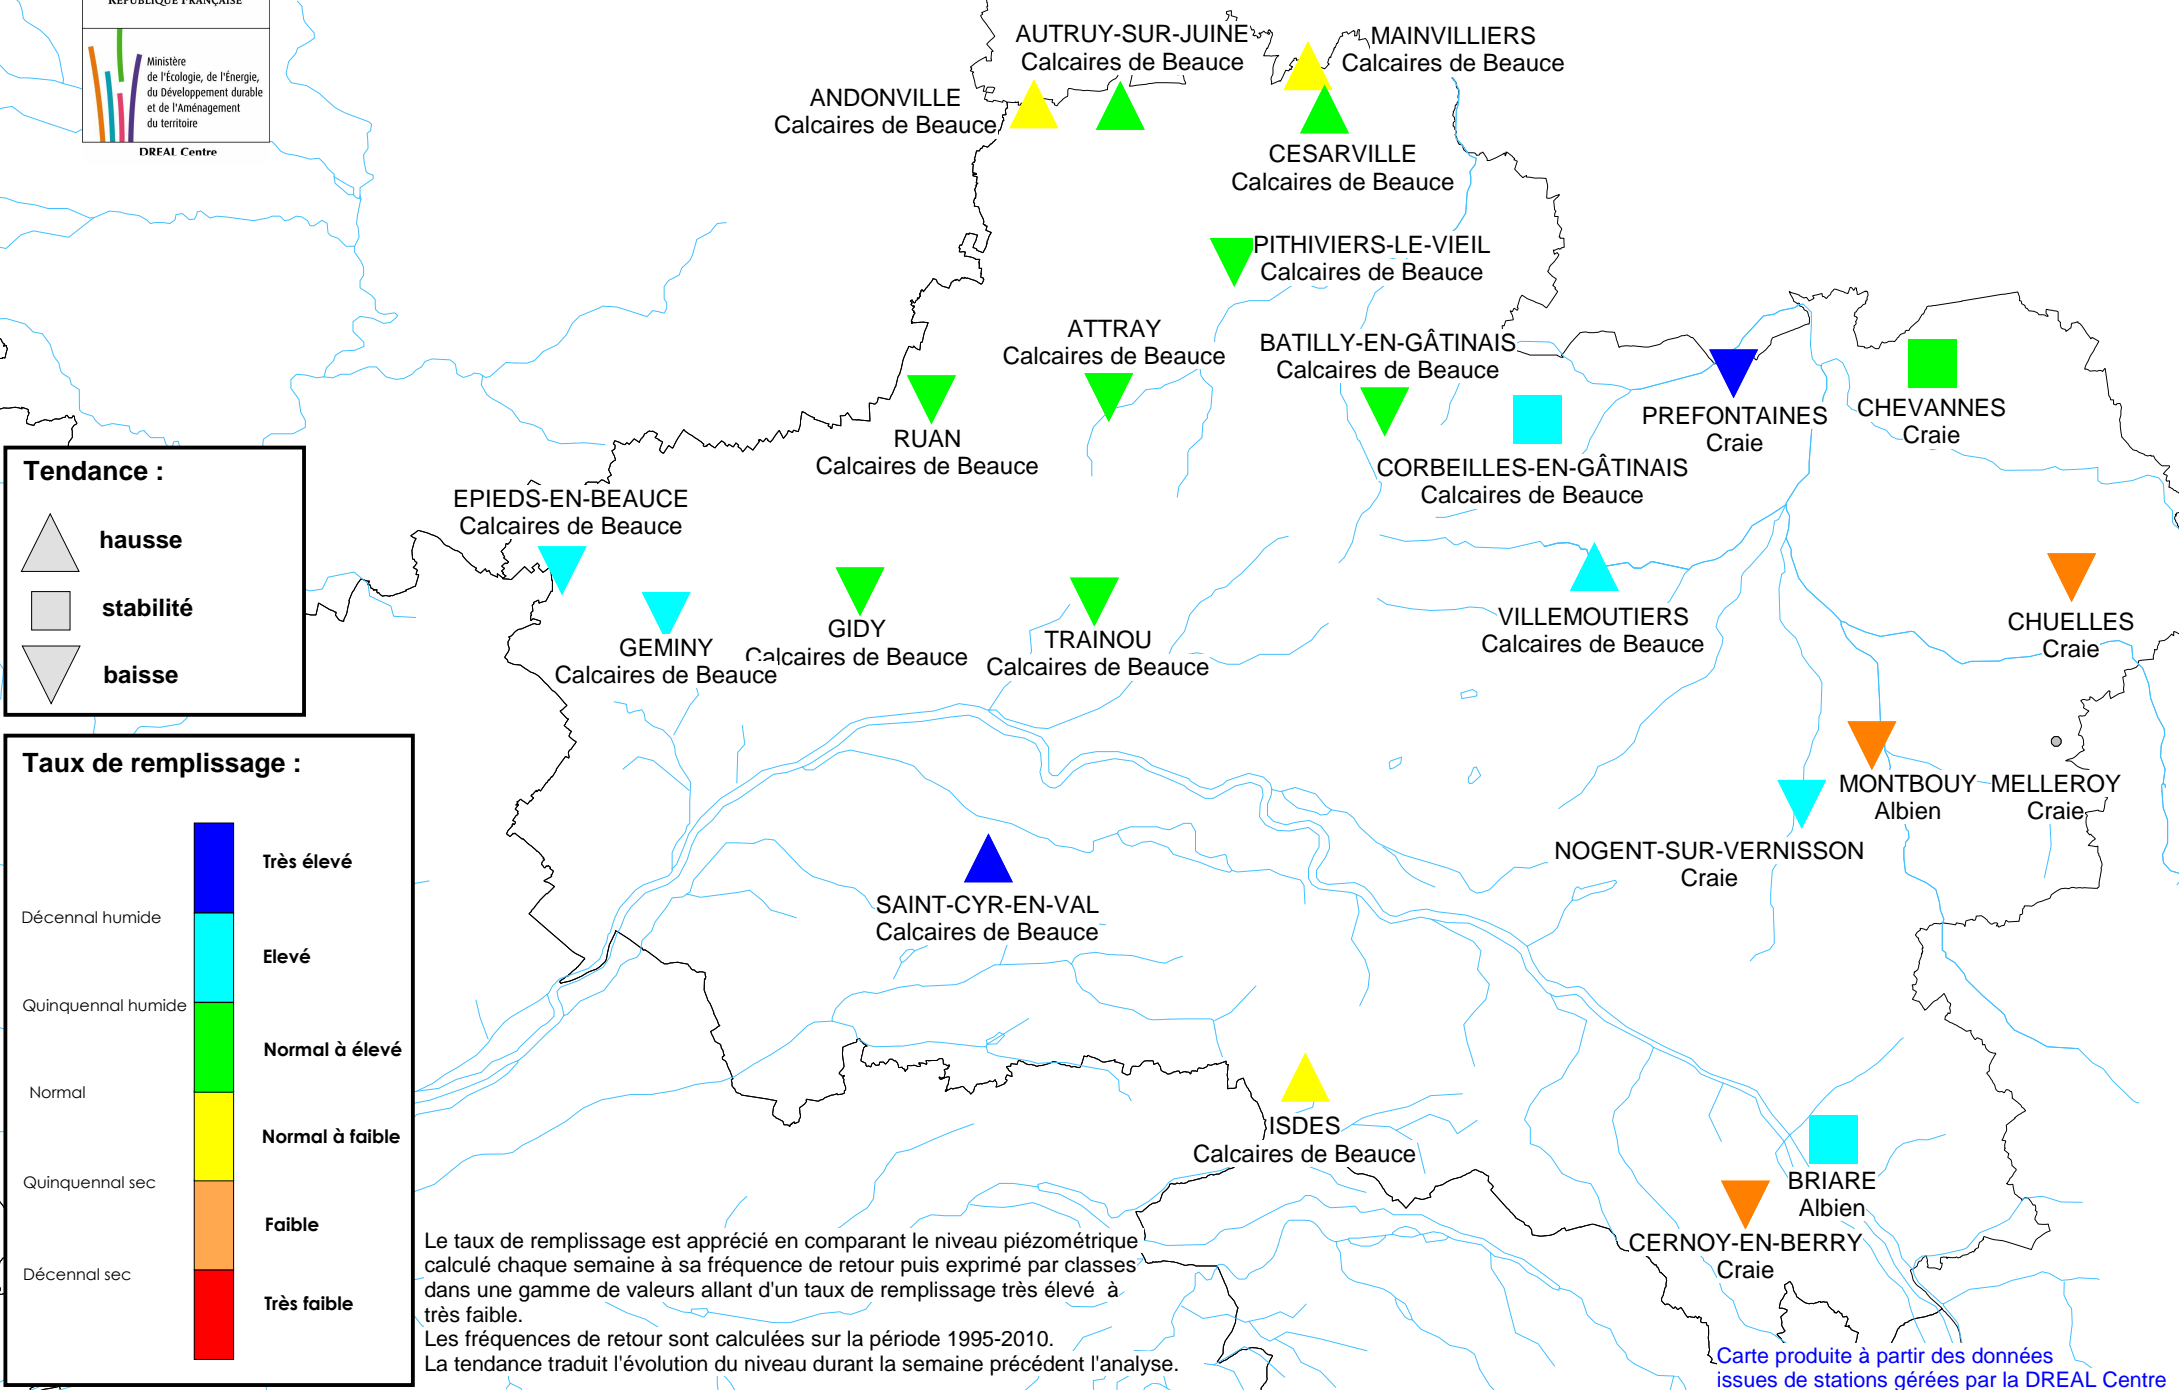 RÉPUBLIQUE FRANÇAISE
Ministère
de l'Écologie, de l'Énergie,
du Développement durable
et de l'Aménagement
du territoire
DREAL Centre
AUTRUY-SUR-JUINE
Calcaires de Beauce
MAINVILLIERS
Calcaires de Beauce
ANDONVILLE
Calcaires de Beauce
CESARVILLE
Calcaires de Beauce
PITHIVIERS-LE-VIEIL
Calcaires de Beauce
ATTRAY
Calcaires de Beauce
BATILLY-EN-GÂTINAIS
Calcaires de Beauce
PREFONTAINES
Craie
CHEVANNES
Craie
RUAN
Calcaires de Beauce
CORBEILLES-EN-GÂTINAIS
Calcaires de Beauce
EPIEDS-EN-BEAUCE
Calcaires de Beauce
GEMINY
Calcaires de Beauce
GIDY
Calcaires de Beauce
TRAINOU
Calcaires de Beauce
VILLEMOUTIERS
Calcaires de Beauce
CHUELLES
Craie
MONTBOUY
Albien
MELLEROY
Craie
NOGENT-SUR-VERNISSON
Craie
SAINT-CYR-EN-VAL
Calcaires de Beauce
ISDES
Calcaires de Beauce
BRIARE
Albien
CERNOY-EN-BERRY
Craie
Tendance :
hausse
stabilité
baisse
Taux de remplissage :
Très élevé
Décennal humide
Elevé
Quinquennal humide
Normal à élevé
Normal
Normal à faible
Quinquennal sec
Faible
Décennal sec
Très faible
Le taux de remplissage est apprécié en comparant le niveau piézométrique
calculé chaque semaine à sa fréquence de retour puis exprimé par classes
dans une gamme de valeurs allant d'un taux de remplissage très élevé à
très faible.
Les fréquences de retour sont calculées sur la période 1995-2010.
La tendance traduit l'évolution du niveau durant la semaine précédent l'analyse.
Carte produite à partir des données
issues de stations gérées par la DREAL Centre